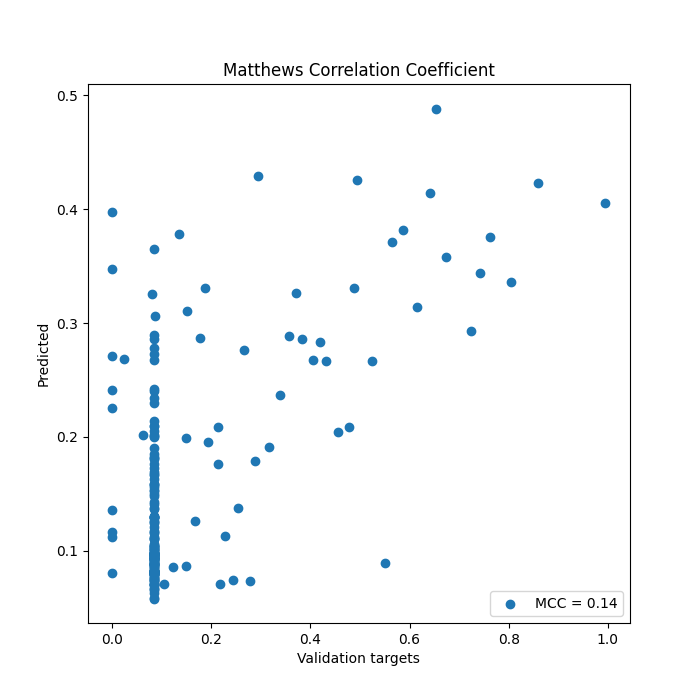 Matthews Correlation Coefficient
0.5
0.4
0.3
0.2
0.1
Predicted
MCC = 0.14
0.0 0.2 0.4 0.6 0.8 1.0
Validation targets